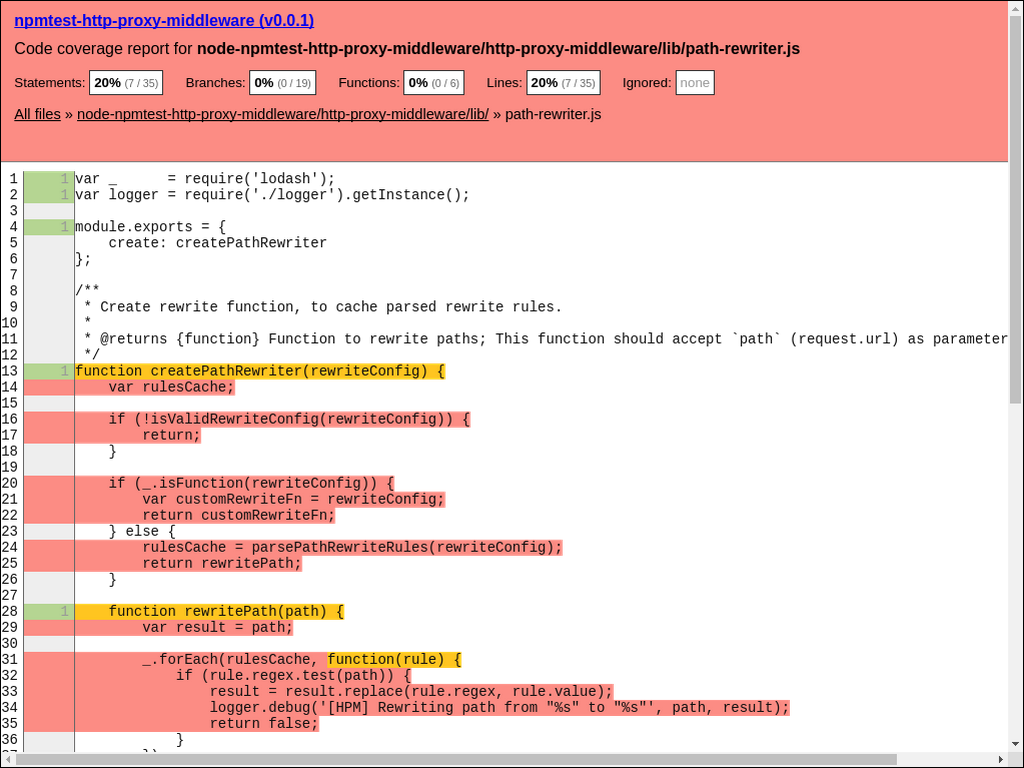 npmtest-http-proxy-middleware (v0.0.1)
Code coverage report for node-npmtest-http-proxy-middleware/http-proxy-middleware/lib/path-rewriter.js
Statements: 20% (7 / 35) Branches: 0% (0 / 19) Functions: 0% (0 / 6) Lines: 20% (7 / 35) Ignored: none
All files » node-npmtest-http-proxy-middleware/http-proxy-middleware/lib/ » path-rewriter.js
1 1 var _      = require('lodash');
2 1 var logger = require('./logger').getInstance();
3
4 1 module.exports = {
5     create: createPathRewriter
6 };
7
8 /**
9  * Create rewrite function, to cache parsed rewrite rules.
10  *
11  * @returns {function} Function to rewrite paths; This function should accept `path` (request.url) as parameter
12  */
13 1 function createPathRewriter(rewriteConfig) {
14     var rulesCache;
15
16     if (!isValidRewriteConfig(rewriteConfig)) {
17         return;
18     }
19
20     if (_.isFunction(rewriteConfig)) {
21         var customRewriteFn = rewriteConfig;
22         return customRewriteFn;
23     } else {
24         rulesCache = parsePathRewriteRules(rewriteConfig);
25         return rewritePath;
26     }
27
28 1     function rewritePath(path) {
29         var result = path;
30
31         _.forEach(rulesCache, function(rule) {
32             if (rule.regex.test(path)) {
33                 result = result.replace(rule.regex, rule.value);
34                 logger.debug('[HPM] Rewriting path from "%s" to "%s"', path, result);
35                 return false;
36             }